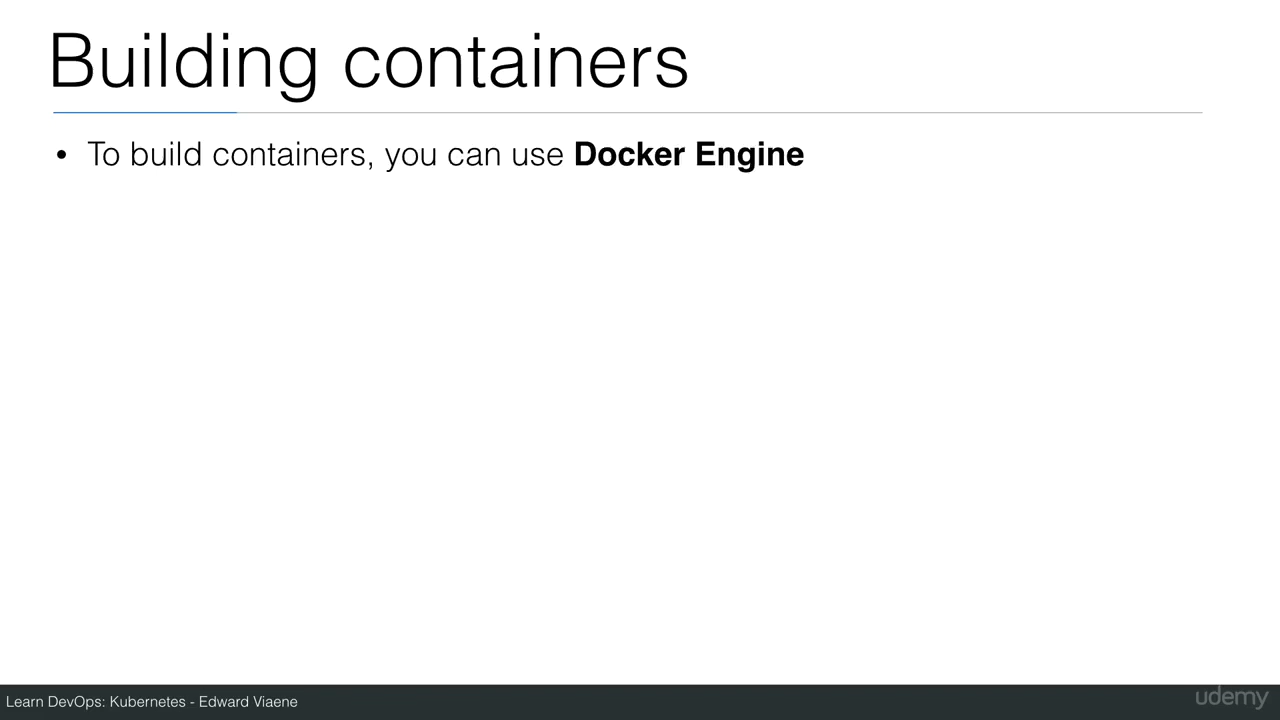 Building containers
• To build containers, you can use Docker Engine
Learn DevOps: Kubernetes - Edward Viaene
udemy